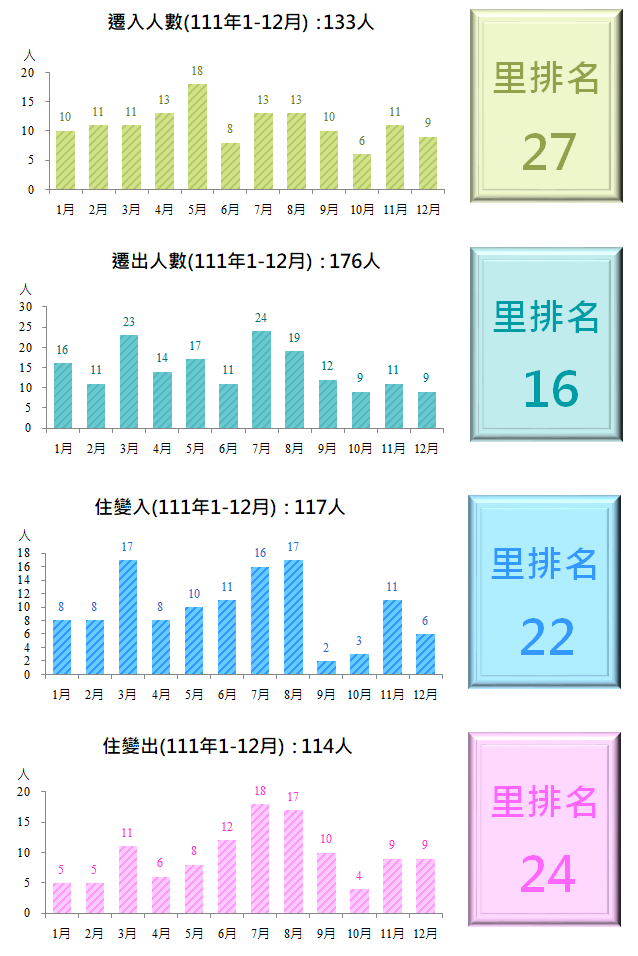 遷入人數(111年1-12月)：133人
人
20
15
10
5
0
10 11 11 13 18 8 13 13 10 6 11 9
1月 2月 3月 4月 5月 6月 7月 8月 9月 10月 11月 12月
里排名
27
遷出人數(111年1-12月)：176人
人
30
25
20
15
10
5
0
16 11 23 14 17 11 24 19 12 9 11 9
1月 2月 3月 4月 5月 6月 7月 8月 9月 10月 11月 12月
里排名
16
住變入(111年1-12月)：117人
人
18
16
14
12
10
8
6
4
2
0
8 8 17 8 10 11 16 17 2 3 11 6
1月 2月 3月 4月 5月 6月 7月 8月 9月 10月 11月 12月
里排名
22
住變出(111年1-12月)：114人
人
20
15
10
5
0
5 5 11 6 8 12 18 17 10 4 9 9
1月 2月 3月 4月 5月 6月 7月 8月 9月 10月 11月 12月
里排名
24